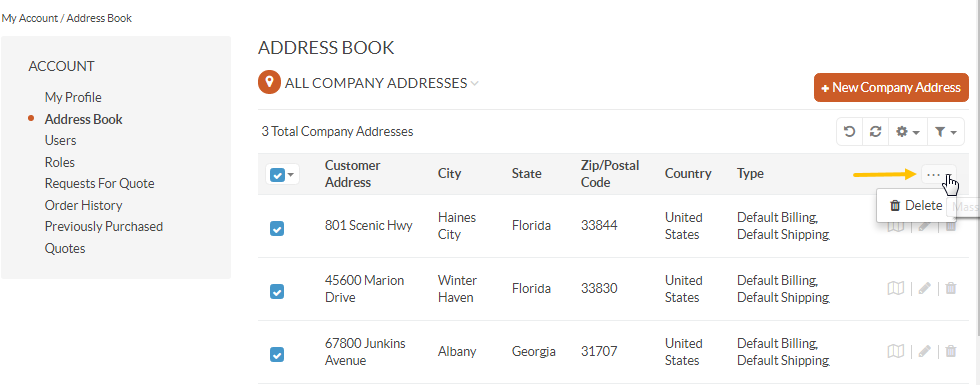 My Account / Address Book
ACCOUNT
My Profile
Address Book
Users
Roles
Requests For Quote
Order History
Previously Purchased
Quotes
ADDRESS BOOK
ALL COMPANY ADDRESSES
+ New Company Address
3 Total Company Addresses
Customer Address City State Zip/Postal Code Country Type ...
Delete
Mass
801 Scenic Hwy Haines City Florida 33844 United States Default Billing, Default Shipping
45600 Marion Drive Winter Haven Florida 33830 United States Default Billing, Default Shipping
67800 Junkins Avenue Albany Georgia 31707 United States Default Billing, Default Shipping